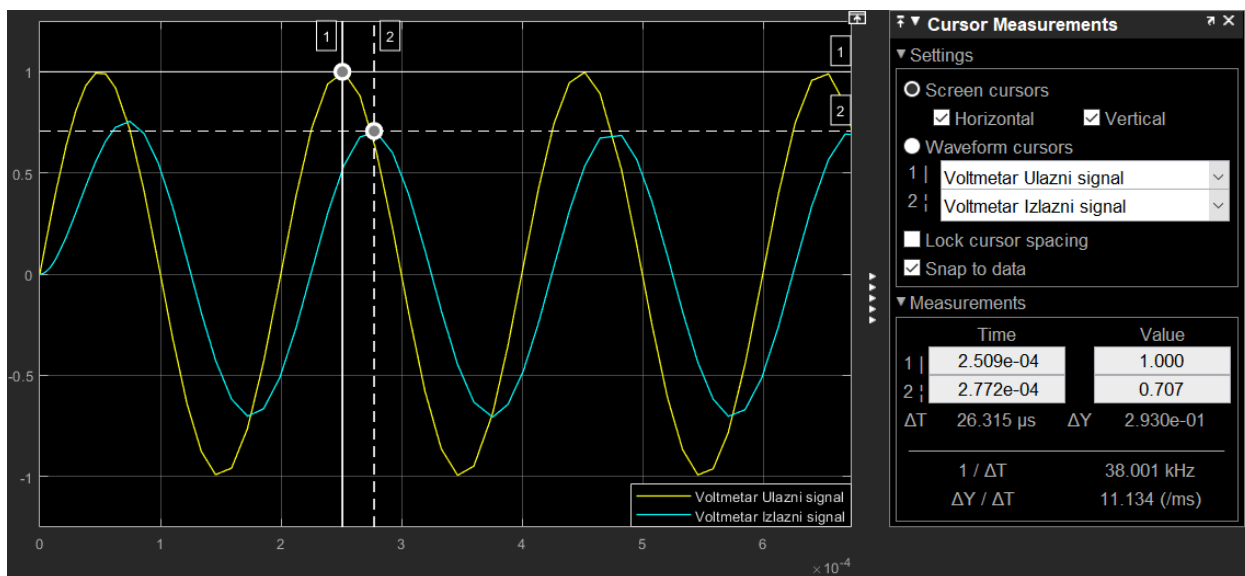 1
2
1
2
1
0.5
0
-0.5
-1
0
1
2
3
4
5
6
×10⁻⁴
Voltmetar Ulazni signal
Voltmetar Izlazni signal
Cursor Measurements
Settings
Screen cursors
Horizontal Vertical
Waveform cursors
1 | Voltmetar Ulazni signal
2 ¦ Voltmetar Izlazni signal
Lock cursor spacing
Snap to data
Measurements
Time Value
1 | 2.509e-04 1.000
2 ¦ 2.772e-04 0.707
ΔT 26.315 µs ΔY 2.930e-01
1 / ΔT 38.001 kHz
ΔY / ΔT 11.134 (/ms)